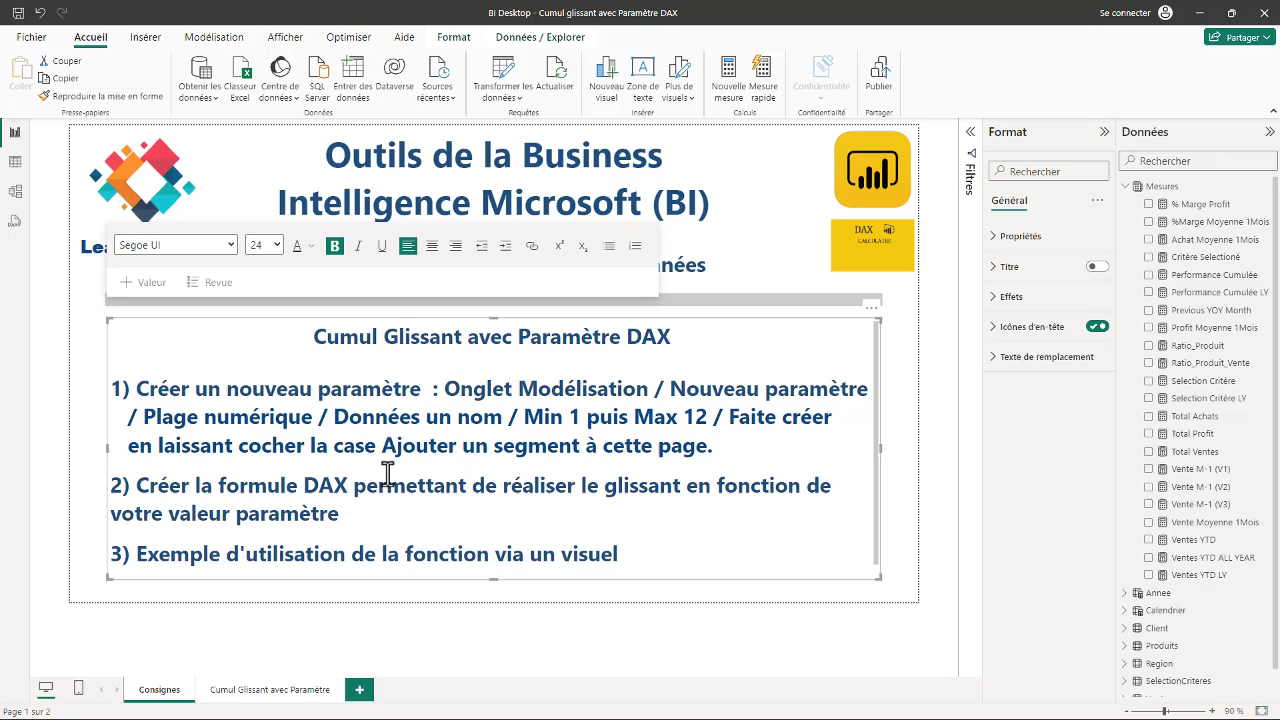 BI Desktop - Cumul glissant avec Paramètre DAX
Se connecter
Fichier
Accueil
Insérer
Modélisation
Afficher
Optimiser
Aide
Format
Données / Explorer
Partager
Coller
Couper
Copier
Reproduire la mise en forme
Presse-papiers
Obtenir les données
Classeur Excel
Centre de données
SQL Server
Entrer des données
Dataverse
Sources récentes
Données
Transformer les données
Actualiser
Requêtes
Nouveau visuel
Zone de texte
Plus de visuels
Insérer
Nouvelle mesure
Mesure rapide
Calculs
Confidentialité
Confidentialité
Publier
Partager
Outils de la Business
Intelligence Microsoft (BI)
Lea
nnées
DAX
CALCULATE
Segoe UI
24
A
B
I
U
Valeur
Revue
Cumul Glissant avec Paramètre DAX
1) Créer un nouveau paramètre : Onglet Modélisation / Nouveau paramètre
/ Plage numérique / Données un nom / Min 1 puis Max 12 / Faite créer
en laissant cocher la case Ajouter un segment à cette page.
2) Créer la formule DAX permettant de réaliser le glissant en fonction de
votre valeur paramètre
3) Exemple d'utilisation de la fonction via un visuel
Filtres
Format
Rechercher
Général
Propriétés
Titre
Effets
Icônes d'en-tête
Texte de remplacement
Données
Rechercher
Mesures
% Marge Profit
%Marge Moyenne 1Mois
Achat Moyenne 1Mois
Critère Selectioné
Performance Cumulée
Performance Cumulée LY
Previous YOY Month
Profit Moyenne 1Mois
Ratio_Produit
Ratio_Produit_Vente
Selection Critère
Selection Critère LY
Total Achats
Total Profit
Total Ventes
Vente M-1 (V1)
Vente M-1 (V2)
Vente M-1 (V3)
Vente Moyenne 1Mois
Ventes YTD
Ventes YTD ALL YEAR
Ventes YTD LY
Annee
Calendrier
Client
Produits
Region
SelectionCriteres
Consignes
Cumul Glissant avec Paramètre
Page 1 sur 2
90 %